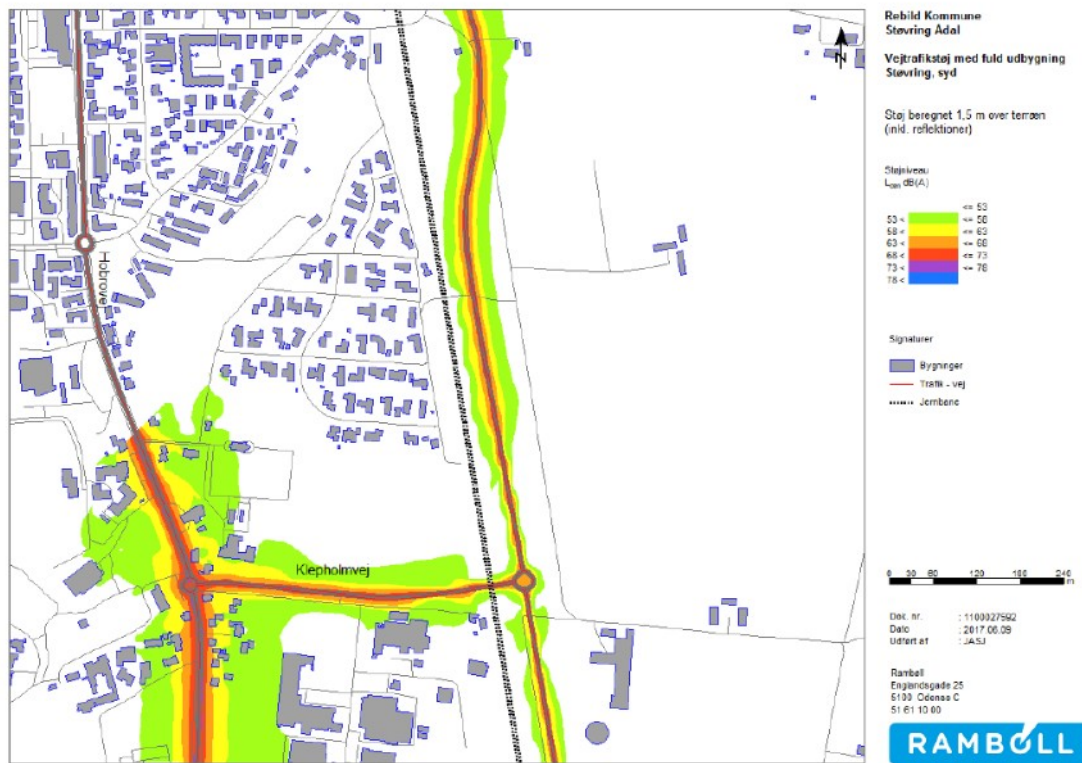 Rebild Kommune
Støvring Ådal
Vejtrafikstøj med fuld udbygning
Støvring, syd
N
Støj beregnet 1,5 m over terræn
(inkl. reflektioner)
Støjniveau
Lden dB(A)
<= 53
53 < <= 58
58 < <= 63
63 < <= 68
68 < <= 73
73 < <= 78
78 <
Hobrovej
Signaturer
Bygninger
Trafik - vej
Jernbane
Klepholmvej
0 30 60 120 180 240
m
Dok. nr. : 1100027592
Dato : 2017.06.09
Udført af : JASJ
Rambøll
Englandsgade 25
5100 Odense C
51 61 10 00
RAMBOLL